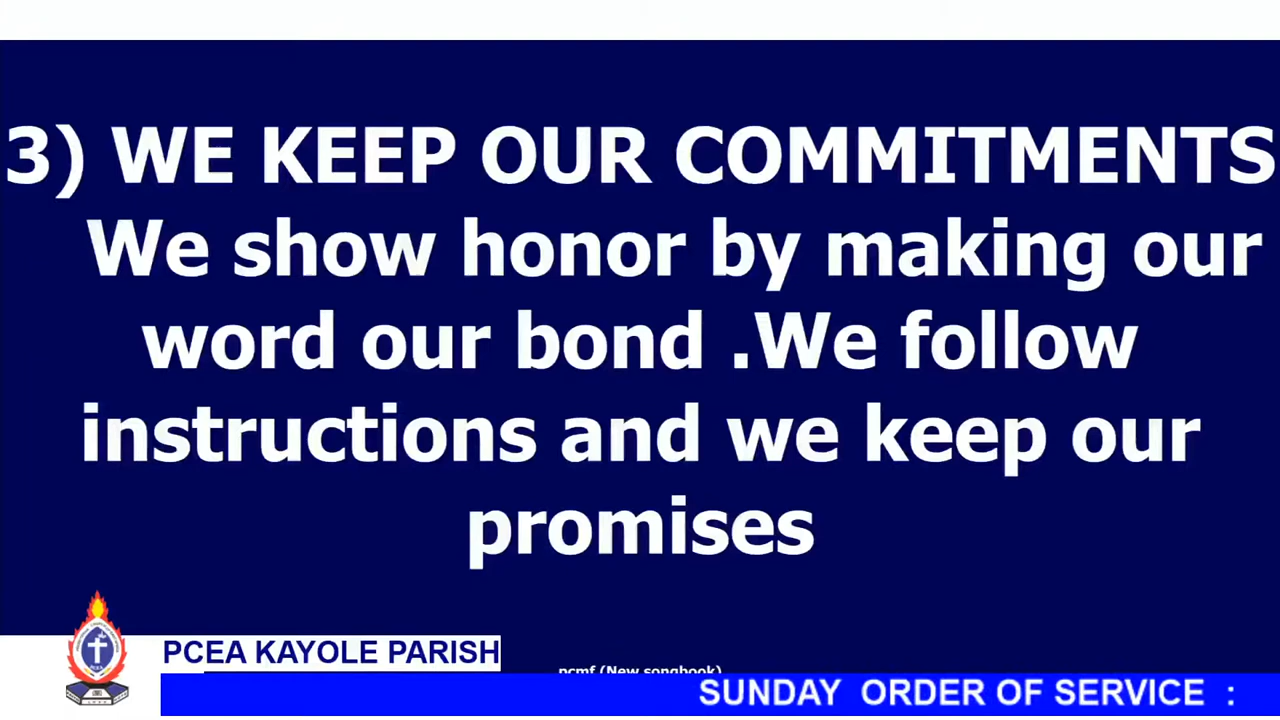 3) WE KEEP OUR COMMITMENTS
We show honor by making our
word our bond .We follow
instructions and we keep our
promises
PCEA KAYOLE PARISH
pcmf (New songbook)
SUNDAY ORDER OF SERVICE :